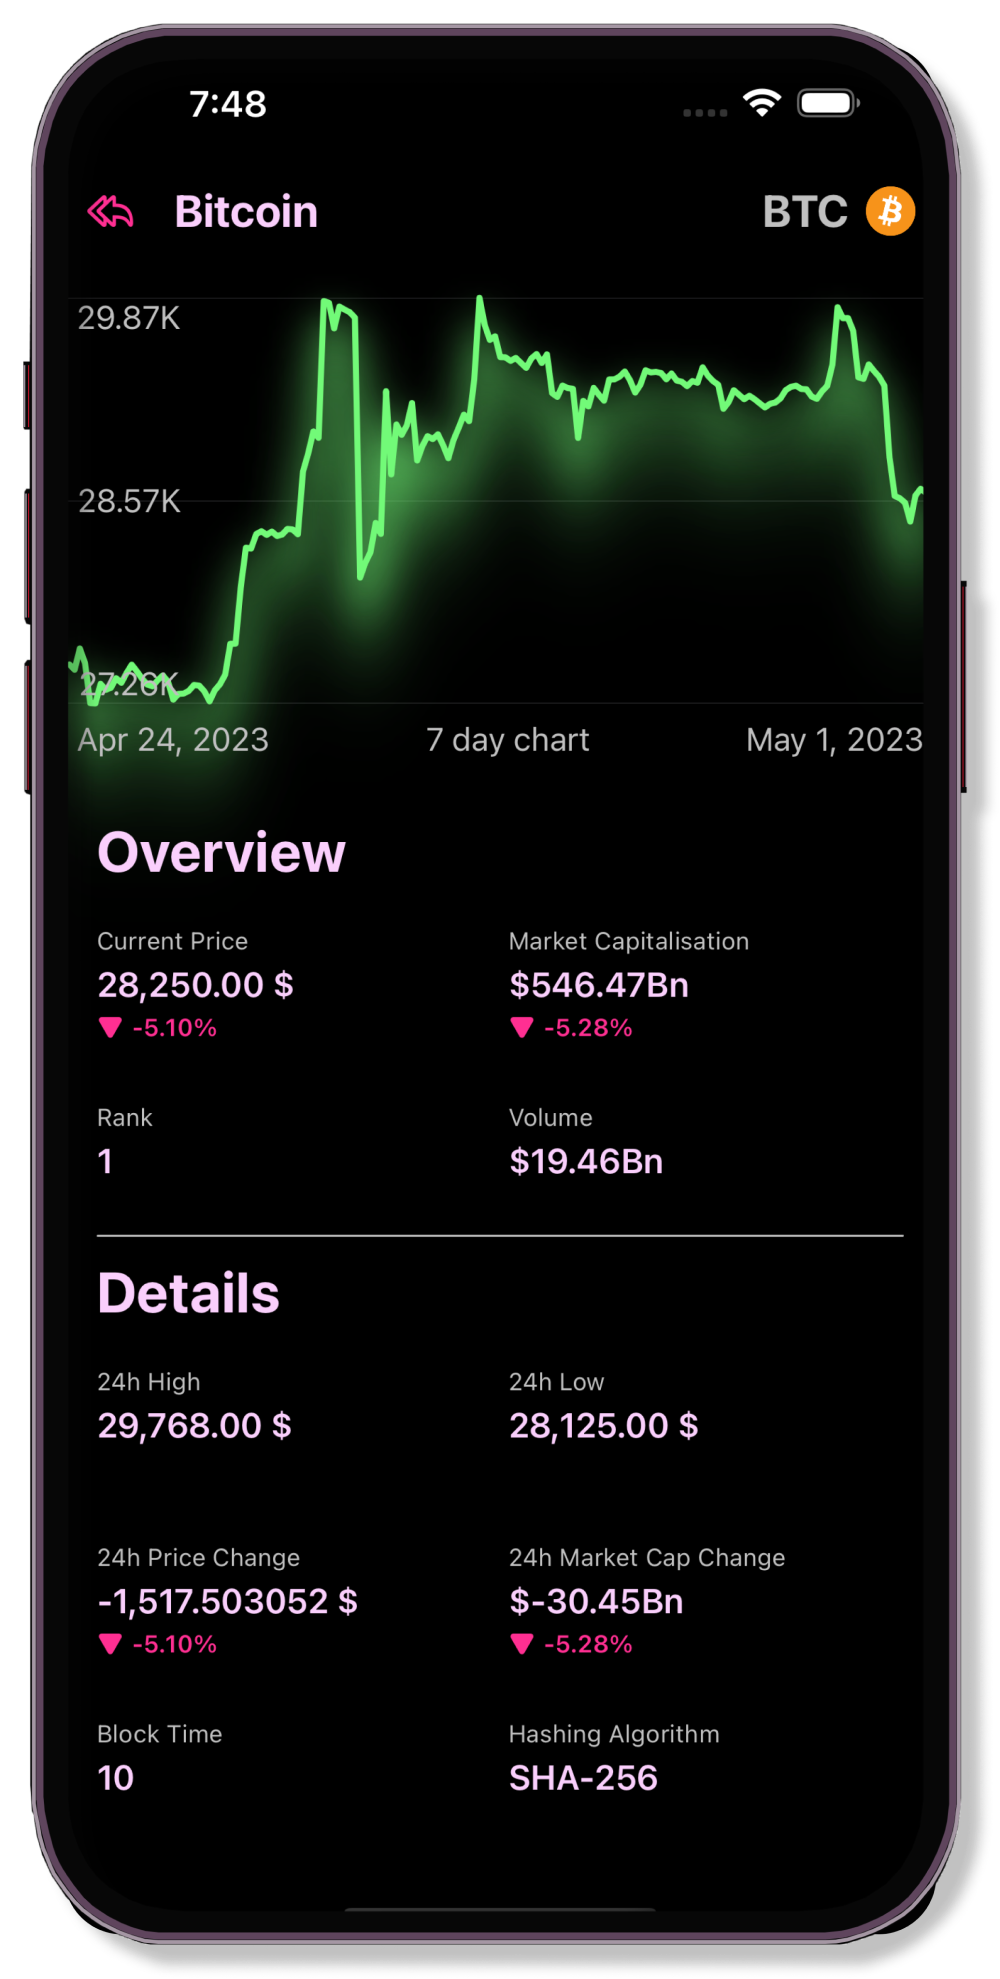 7:48
Bitcoin
BTC
29.87K
28.57K
27.26K
Apr 24, 2023 7 day chart May 1, 2023
Overview
Current Price Market Capitalisation
28,250.00 $ $546.47Bn
-5.10% -5.28%
Rank Volume
1 $19.46Bn
Details
24h High 24h Low
29,768.00 $ 28,125.00 $
24h Price Change 24h Market Cap Change
-1,517.503052 $ $-30.45Bn
-5.10% -5.28%
Block Time Hashing Algorithm
10 SHA-256